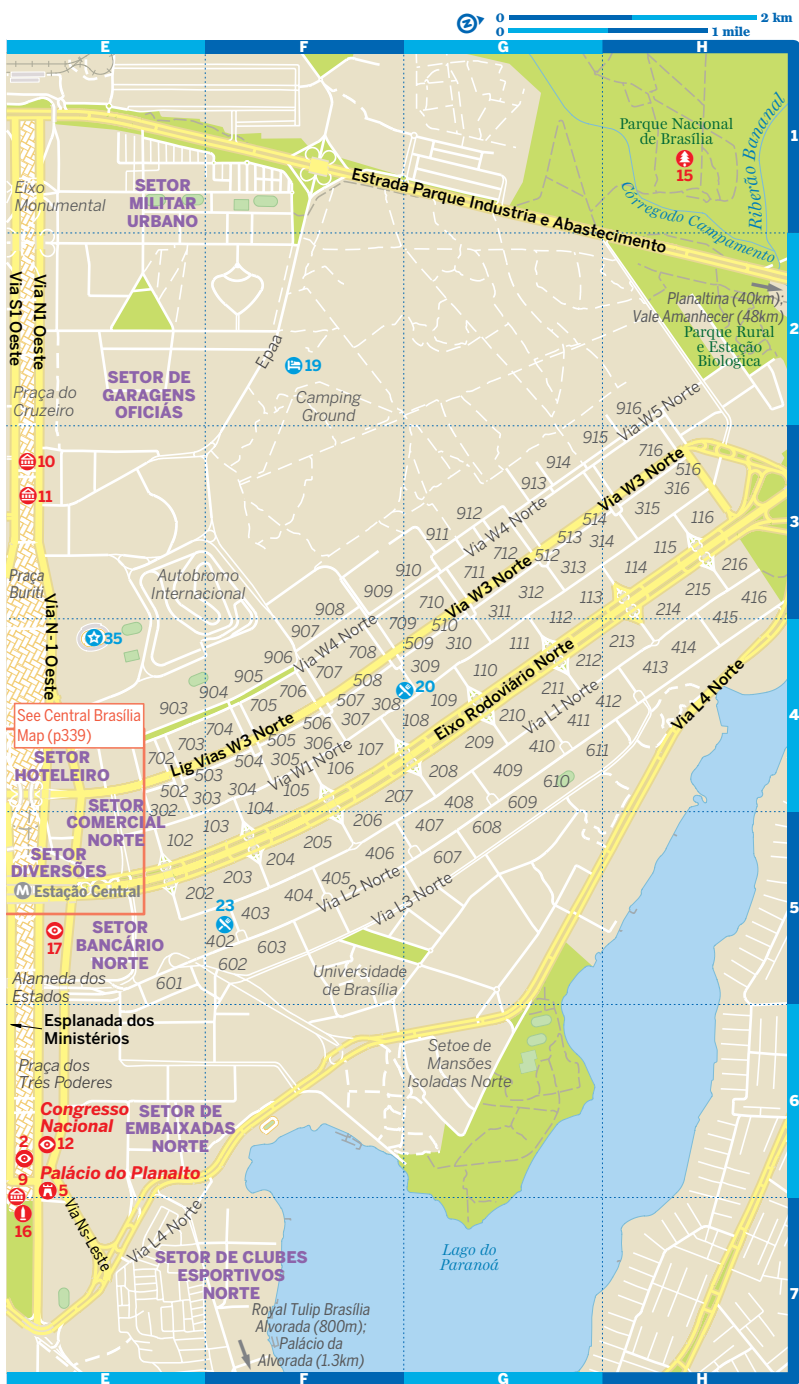 0 2 km
0 1 mile
E F G H
1
Parque Nacional
de Brasília
15
Ribeirão Bananal
Córregodo Campamento
Eixo
Monumental
SETOR
MILITAR
URBANO
Estrada Parque Industria e Abastecimento
2
Via S1 Oeste
Via N1 Oeste
Planaltina (40km);
Vale Amanhecer (48km)
Parque Rural
e Estação
Biologica
Epaa
19
SETOR DE
GARAGENS
OFICIÁS
Camping
Ground
Praça do
Cruzeiro
916
Via W5 Norte
915
716
10
914
516
Via W3 Norte
11
913
316
3
912
315
Via W4 Norte
514
116
911
513
314
712
512
115
Praça
Buriti
Autobromo
Internacional
910
711
313
114
216
909
312
215
710
Via W3 Norte
113
416
908
311
214
Via N-1 Oeste
709
112
415
907
510
35
Via W4 Norte
509
310
111
213
414
708
906
309
212
413
707
110
905
508
20
Eixo Rodoviário Norte
706
211
904
507
109
412
Via L4 Norte
903
705
308
210
4
See Central Brasília
Map (p339)
506
307
108
Via L1 Norte
411
704
Lig Vias W3 Norte
505
306
209
410
611
703
107
702
504
305
Via W1 Norte
SETOR
HOTELEIRO
503
106
208
409
610
502
304
105
303
207
408
609
302
104
SETOR
COMERCIAL
NORTE
103
206
407
608
102
205
SETOR
DIVERSÕES
204
406
607
203
405
M Estação Central
202
404
Via L2 Norte
Via L3 Norte
5
23
403
17
SETOR
BANCÁRIO
NORTE
402
603
602
Universidade
de Brasília
601
Alameda dos
Estados
Esplanada dos
Ministérios
Setoe de
Mansões
Isoladas Norte
Praça dos
Três Poderes
6
Congresso
Nacional
12
SETOR DE
EMBAIXADAS
NORTE
2
Palácio do Planalto
9
5
16
Via Ns-Leste
Via L4 Norte
Lago do
Paranoá
SETOR DE CLUBES
ESPORTIVOS
NORTE
7
Royal Tulip Brasília
Alvorada (800m);
Palácio da
Alvorada (1.3km)
E F G H